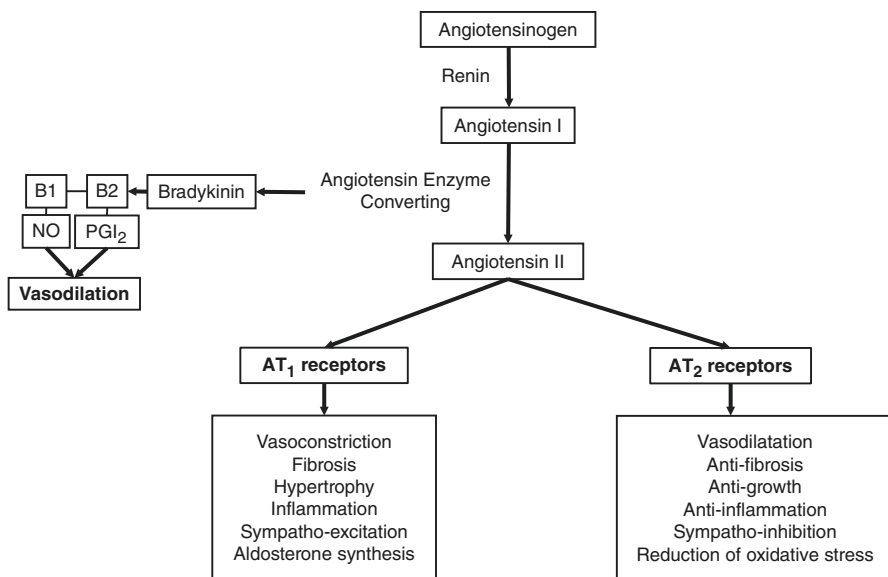 Angiotensinogen
Renin
Angiotensin I
Angiotensin Enzyme
Converting
Bradykinin
B2
B1
NO
PGI₂
Vasodilation
Angiotensin II
AT₁ receptors
Vasoconstriction
Fibrosis
Hypertrophy
Inflammation
Sympatho-excitation
Aldosterone synthesis
AT₂ receptors
Vasodilatation
Anti-fibrosis
Anti-growth
Anti-inflammation
Sympatho-inhibition
Reduction of oxidative stress